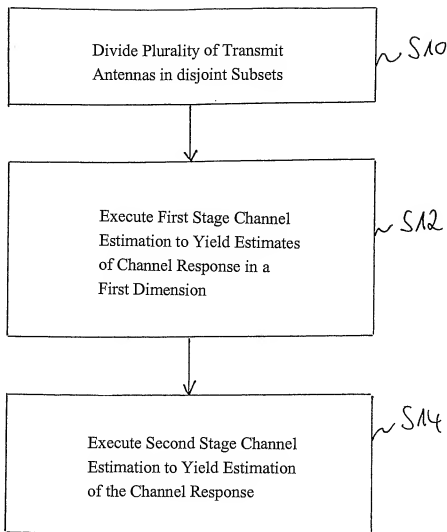 Divide Plurality of Transmit
Antennas in disjoint Subsets
S10
Execute First Stage Channel
Estimation to Yield Estimates
of Channel Response in a
First Dimension
S12
Execute Second Stage Channel
Estimation to Yield Estimation
of the Channel Response
S14